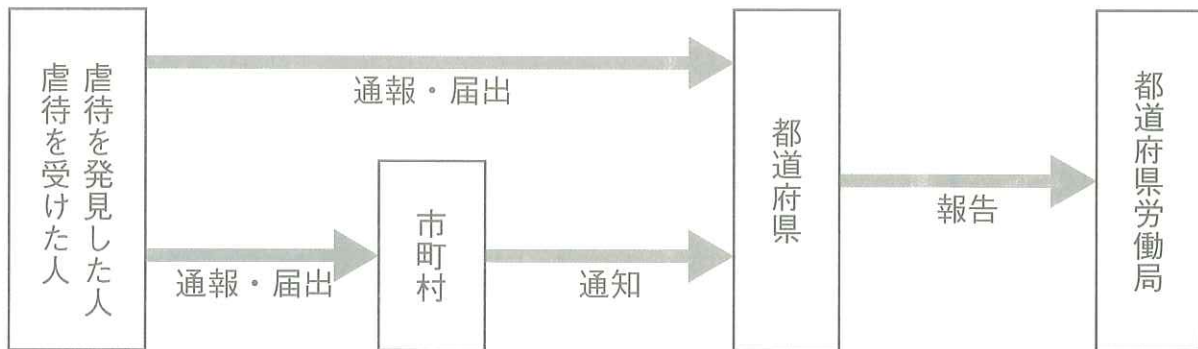 虐待を発見した人
虐待を受けた人
通報・届出
通報・届出
市町村
通知
都道府県
報告
都道府県労働局